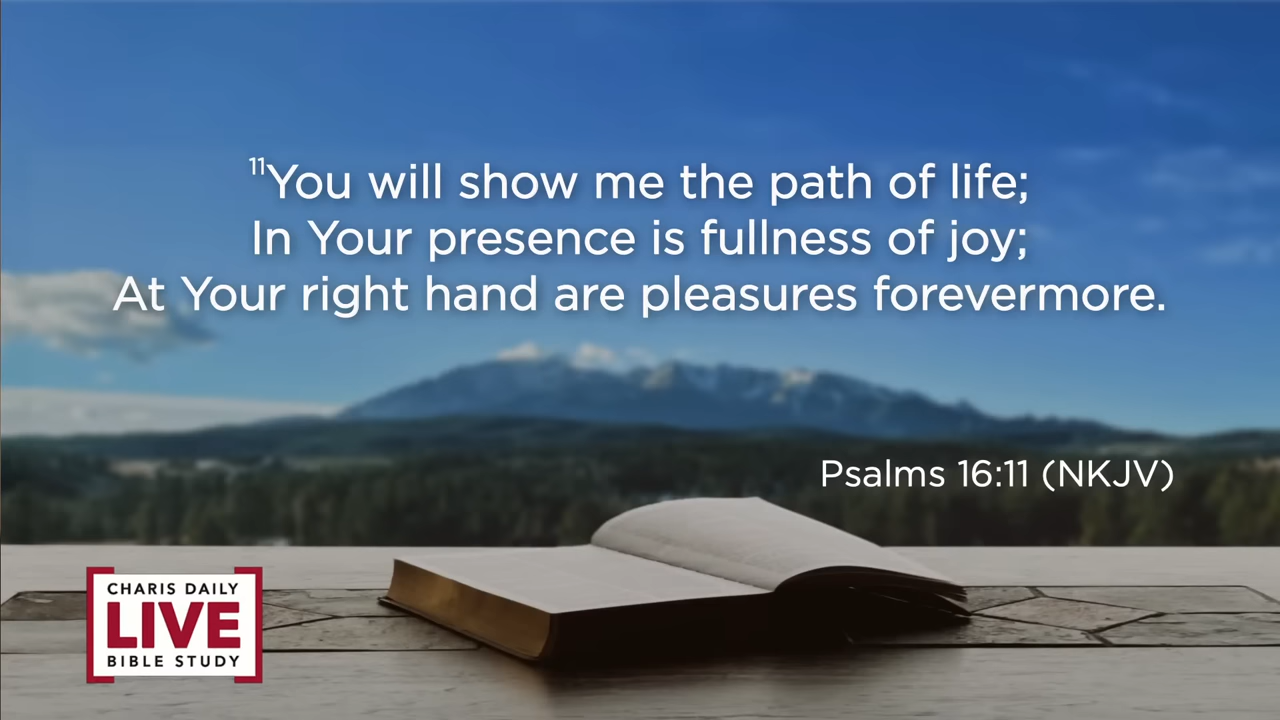 11You will show me the path of life;
In Your presence is fullness of joy;
At Your right hand are pleasures forevermore.
Psalms 16:11 (NKJV)
CHARIS DAILY
LIVE
BIBLE STUDY